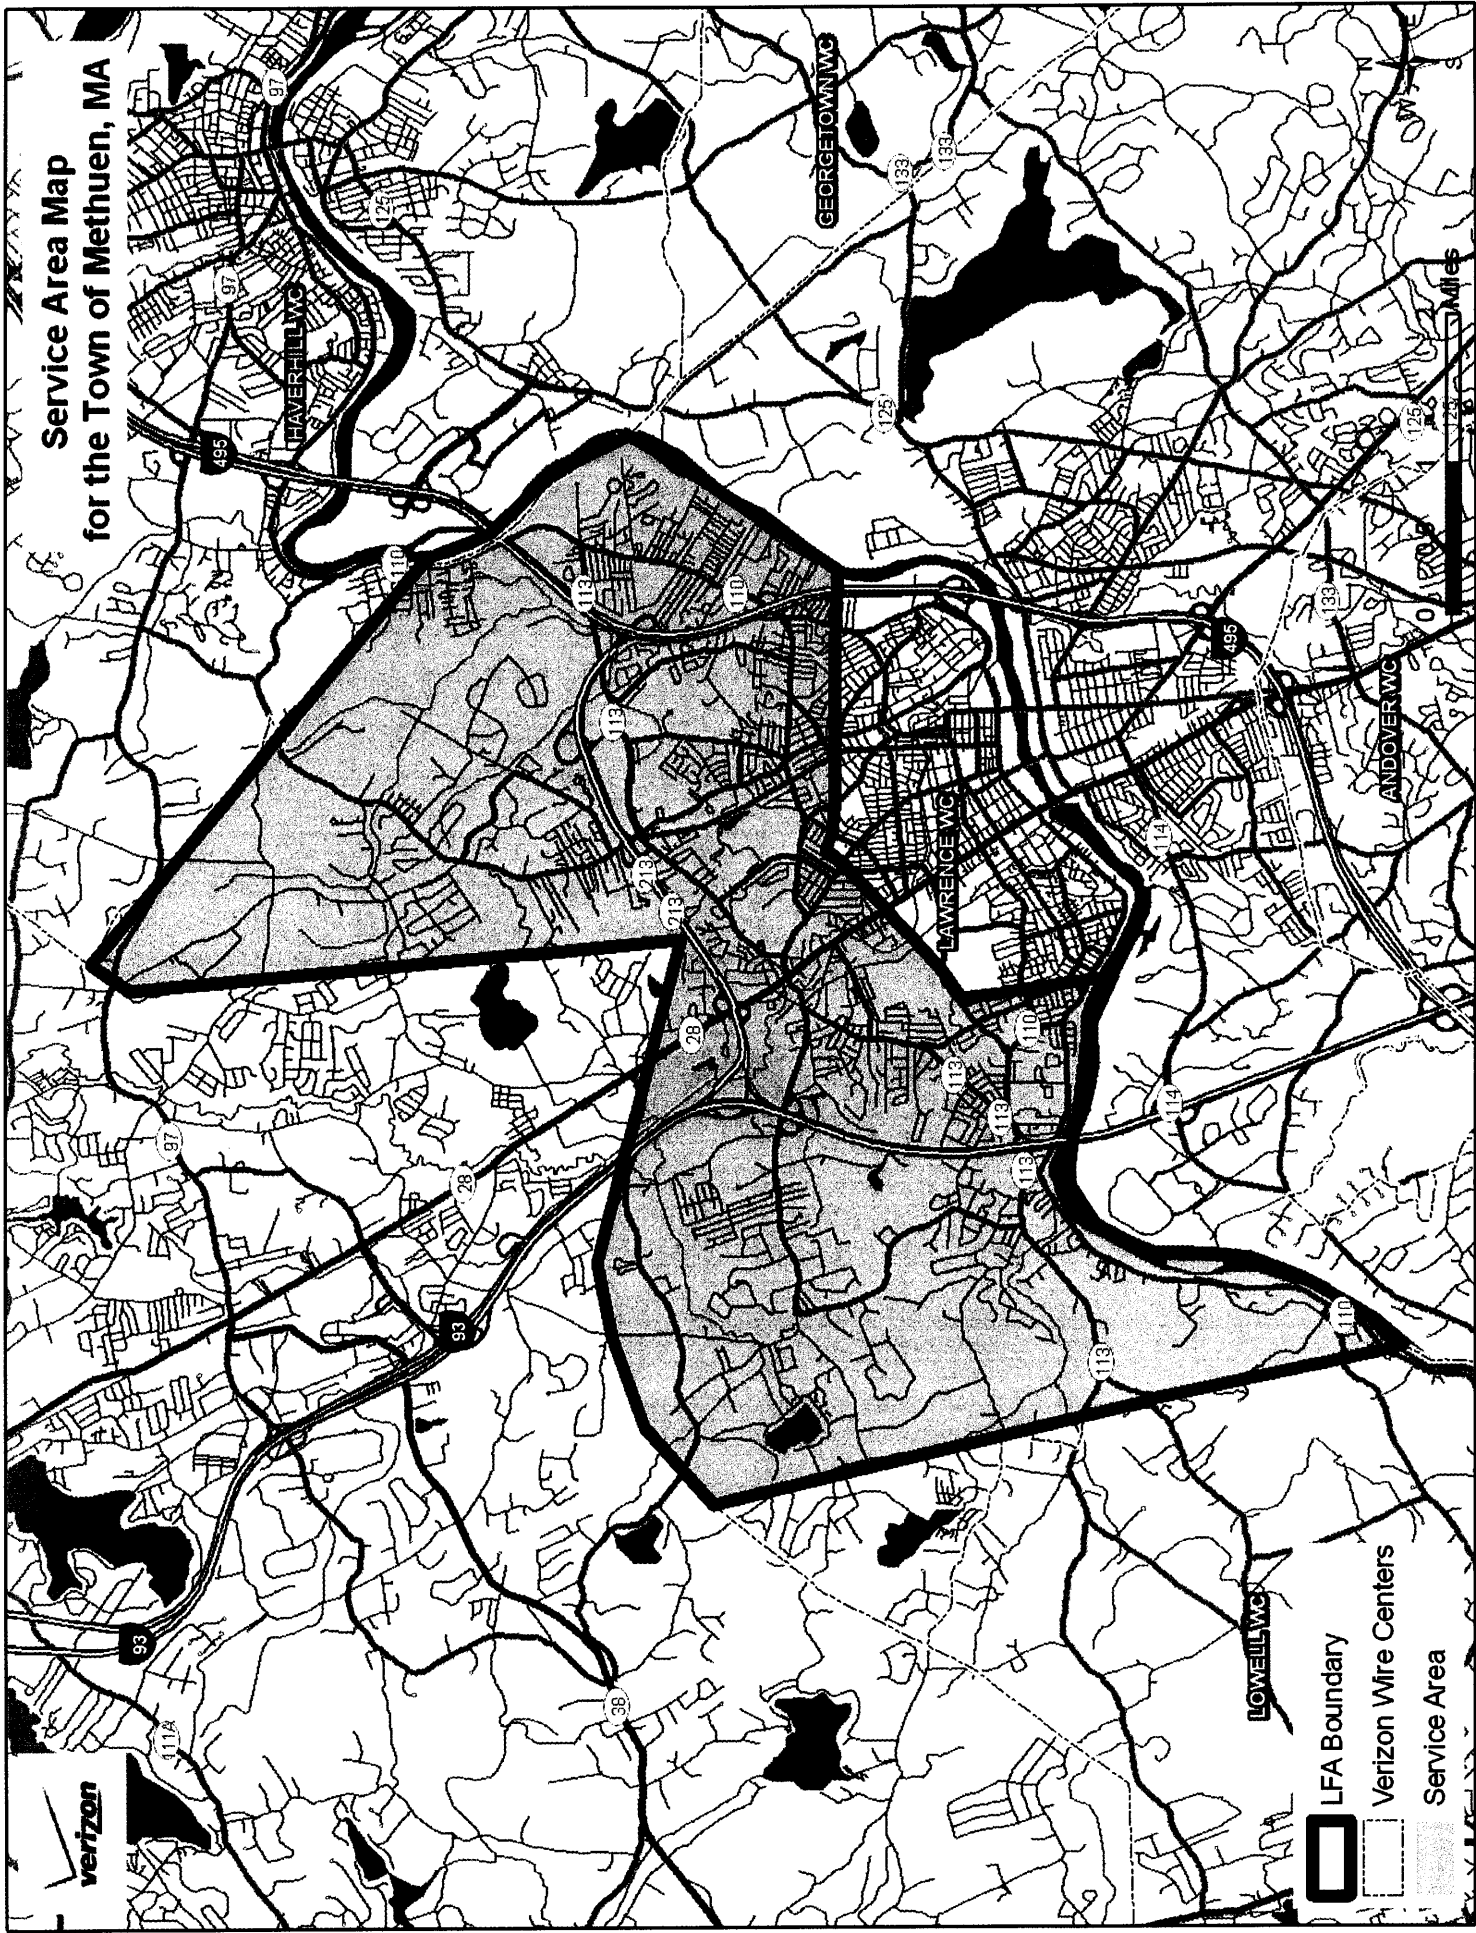 Service Area Map
for the Town of Methuen, MA
verizon
HAVERHILL WC
GEORGETOWN WC
LAWRENCE WC
ANDOVER WC
LOWELL WC
111A
93
38
93
28
97
97
97
495
125
110
113
110
113
213
213
28
110
113
113
113
113
110
114
114
133
133
133
125
125
495
N
W
S
Miles
LFA Boundary
Verizon Wire Centers
Service Area